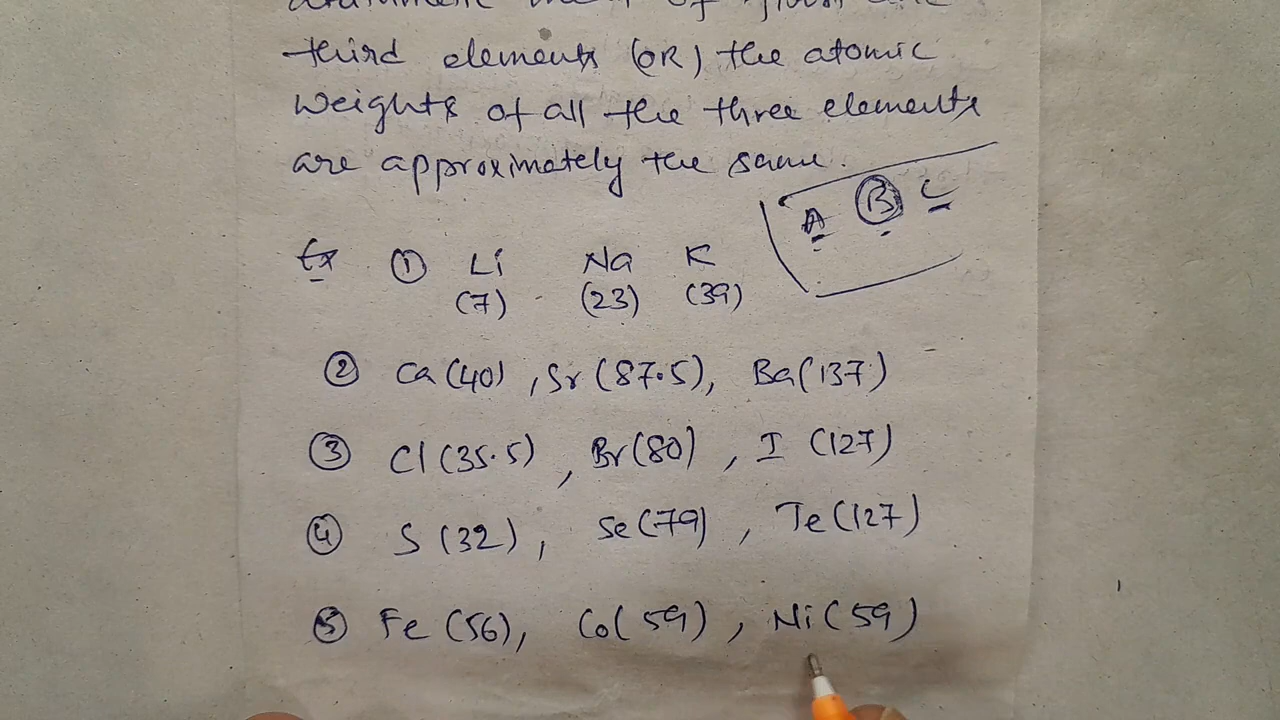 third elements (OR) the atomic
weights of all the three elements
are approximately the same.
A B C
Ex ① Li Na K
(7) (23) (39)
② Ca(40), Sr(87.5), Ba(137)
③ Cl(35.5), Br(80), I(127)
④ S(32), Se(79), Te(127)
⑤ Fe(56), Co(59), Ni(59)